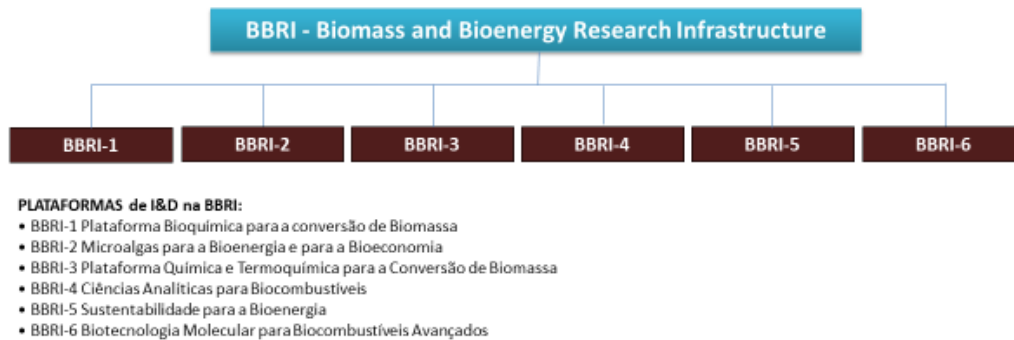 BBRI - Biomass and Bioenergy Research Infrastructure
BBRI-1
BBRI-2
BBRI-3
BBRI-4
BBRI-5
BBRI-6
PLATAFORMAS de I&D na BBRI:
• BBRI-1 Plataforma Bioquímica para a conversão de Biomassa
• BBRI-2 Microalgas para a Bioenergia e para a Bioeconomia
• BBRI-3 Plataforma Química e Termoquímica para a Conversão de Biomassa
• BBRI-4 Ciências Analíticas para Biocombustíveis
• BBRI-5 Sustentabilidade para a Bioenergia
• BBRI-6 Biotecnologia Molecular para Biocombustíveis Avançados